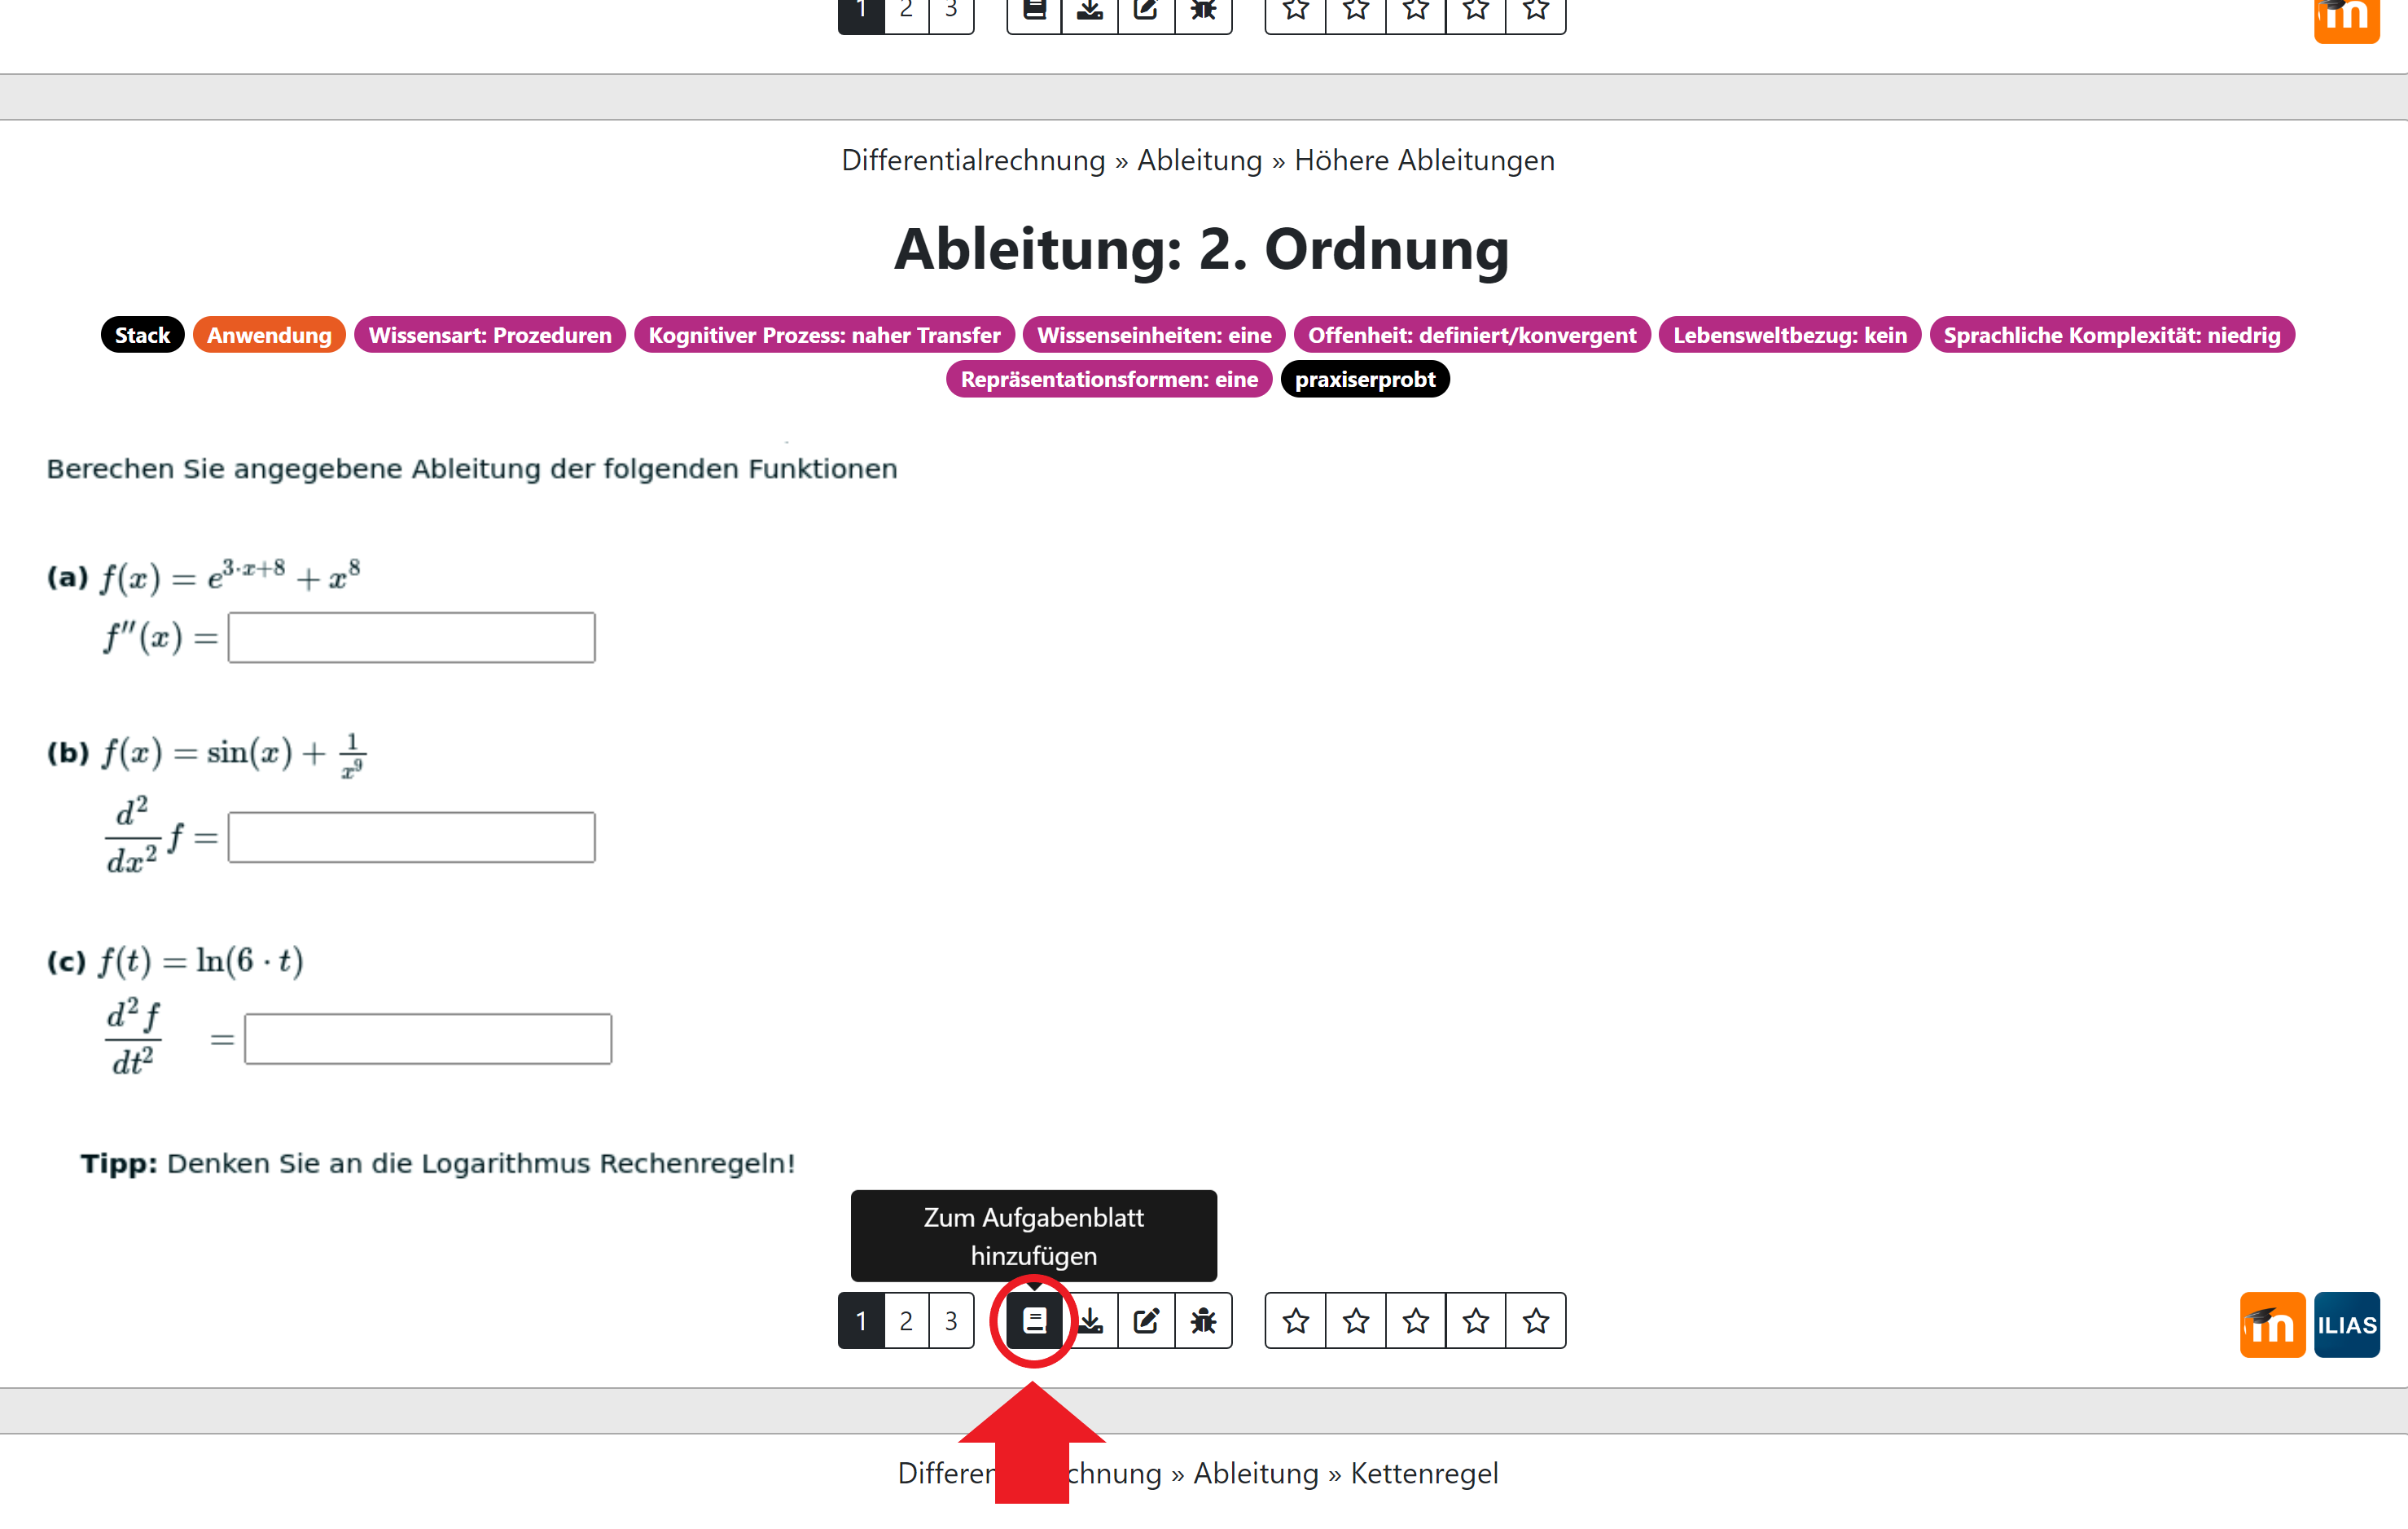 1 2 3
Differentialrechnung » Ableitung » Höhere Ableitungen
Ableitung: 2. Ordnung
Stack Anwendung Wissensart: Prozeduren Kognitiver Prozess: naher Transfer Wissenseinheiten: eine Offenheit: definiert/konvergent Lebensweltbezug: kein Sprachliche Komplexität: niedrig
Repräsentationsformen: eine praxiserprobt
Berechen Sie angegebene Ableitung der folgenden Funktionen
(a) f(x) = e^{3·x+8} + x^8
f''(x) =
(b) f(x) = sin(x) + \frac{1}{x^9}
\frac{d^2}{dx^2} f =
(c) f(t) = ln(6 · t)
\frac{d^2 f}{dt^2} =
Tipp: Denken Sie an die Logarithmus Rechenregeln!
Zum Aufgabenblatt
hinzufügen
1 2 3
ILIAS
Differen chnung » Ableitung » Kettenregel